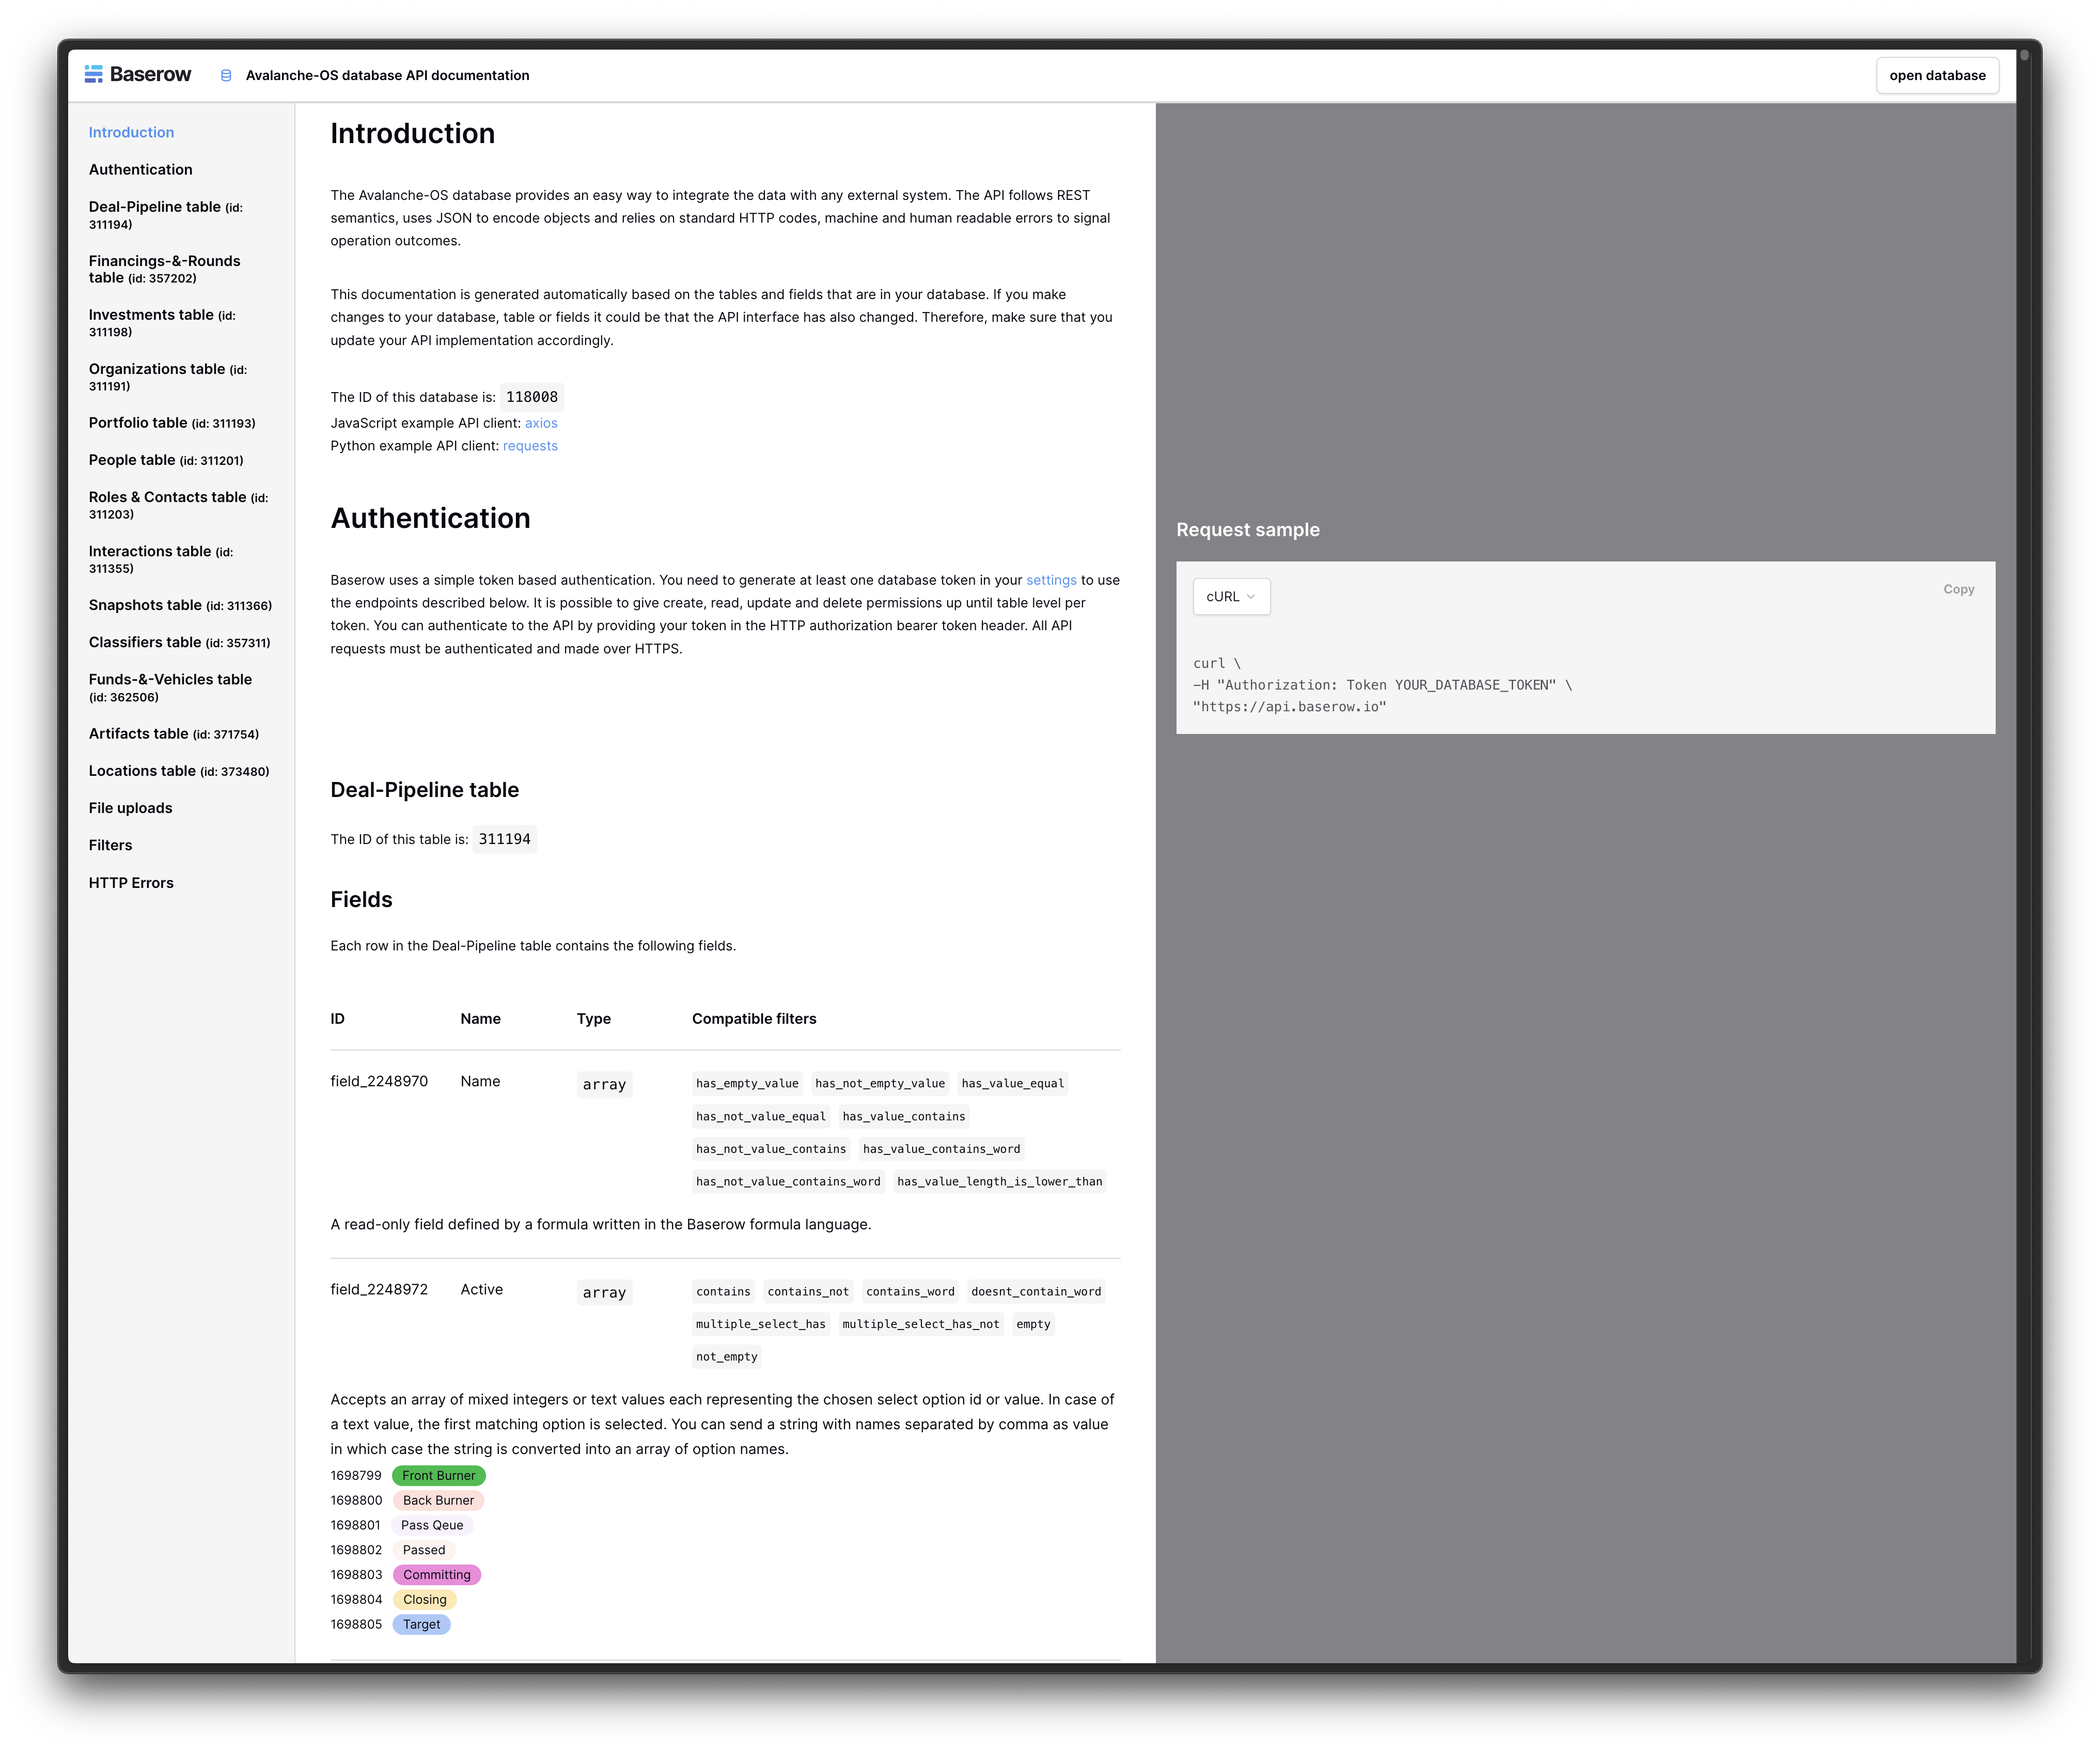 Baserow
Avalanche-OS database API documentation
open database
Introduction
Authentication
Deal-Pipeline table (id:
311194)
Financings-&-Rounds
table (id: 357202)
Investments table (id:
311198)
Organizations table (id:
311191)
Portfolio table (id: 311193)
People table (id: 311201)
Roles & Contacts table (id:
311203)
Interactions table (id:
311355)
Snapshots table (id: 311366)
Classifiers table (id: 357311)
Funds-&-Vehicles table
(id: 362506)
Artifacts table (id: 371754)
Locations table (id: 373480)
File uploads
Filters
HTTP Errors
Introduction
The Avalanche-OS database provides an easy way to integrate the data with any external system. The API follows REST
semantics, uses JSON to encode objects and relies on standard HTTP codes, machine and human readable errors to signal
operation outcomes.
This documentation is generated automatically based on the tables and fields that are in your database. If you make
changes to your database, table or fields it could be that the API interface has also changed. Therefore, make sure that you
update your API implementation accordingly.
The ID of this database is: 118008
JavaScript example API client: axios
Python example API client: requests
Authentication
Baserow uses a simple token based authentication. You need to generate at least one database token in your settings to use
the endpoints described below. It is possible to give create, read, update and delete permissions up until table level per
token. You can authenticate to the API by providing your token in the HTTP authorization bearer token header. All API
requests must be authenticated and made over HTTPS.
Request sample
cURL
Copy
curl \
-H "Authorization: Token YOUR_DATABASE_TOKEN" \
"https://api.baserow.io"
Deal-Pipeline table
The ID of this table is: 311194
Fields
Each row in the Deal-Pipeline table contains the following fields.
ID Name Type Compatible filters
field_2248970 Name array has_empty_value has_not_empty_value has_value_equal
has_not_value_equal has_value_contains
has_not_value_contains has_value_contains_word
has_not_value_contains_word has_value_length_is_lower_than
A read-only field defined by a formula written in the Baserow formula language.
field_2248972 Active array contains contains_not contains_word doesnt_contain_word
multiple_select_has multiple_select_has_not empty
not_empty
Accepts an array of mixed integers or text values each representing the chosen select option id or value. In case of
a text value, the first matching option is selected. You can send a string with names separated by comma as value
in which case the string is converted into an array of option names.
1698799 Front Burner
1698800 Back Burner
1698801 Pass Qeue
1698802 Passed
1698803 Committing
1698804 Closing
1698805 Target